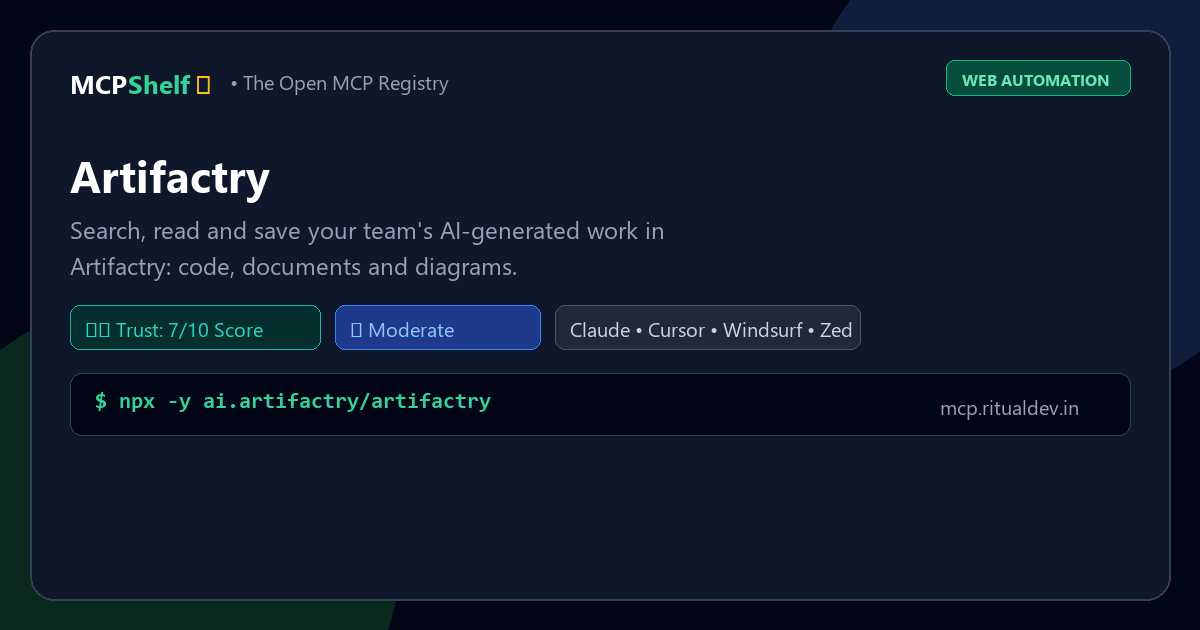 MCPShelf • The Open MCP Registry
WEB AUTOMATION
Artifactry
Search, read and save your team's AI-generated work in
Artifactry: code, documents and diagrams.
Trust: 7/10 Score
Moderate
Claude • Cursor • Windsurf • Zed
$ npx -y ai.artifactry/artifactry
mcp.ritualdev.in